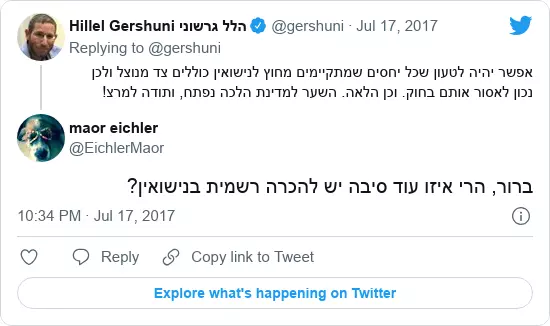 Hillel Gershuni הלל גרשוני @gershuni · Jul 17, 2017
Replying to @gershuni
אפשר יהיה לטעון שכל יחסים שמתקיימים מחוץ לנישואין כוללים צד מנוצל ולכן
נכון לאסור אותם בחוק. וכן הלאה. השער למדינת הלכה נפתח, ותודה למרצ!
maor eichler
@EichlerMaor
ברור, הרי איזו עוד סיבה יש להכרה רשמית בנישואין?
10:34 PM · Jul 17, 2017
Reply
Copy link to Tweet
Explore what's happening on Twitter